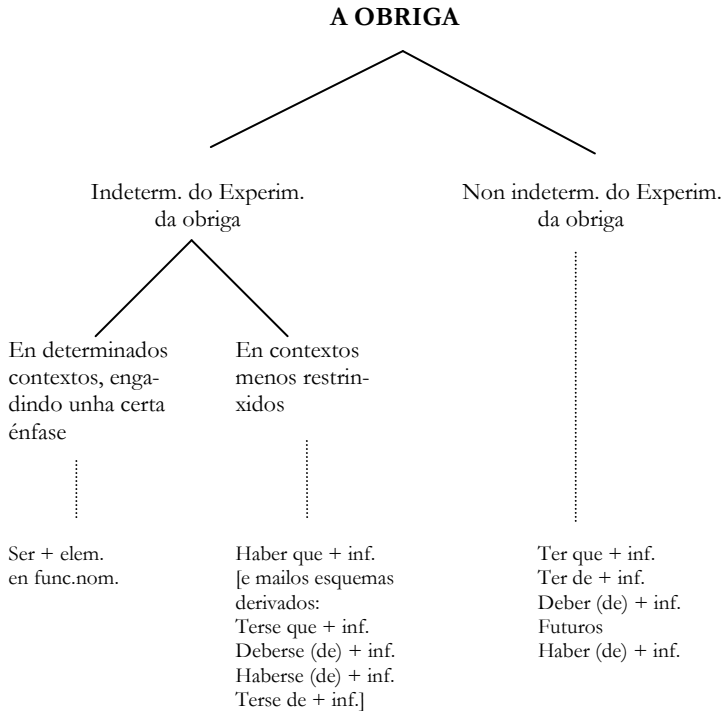 A OBRIGA
Indeterm. do Experim.
da obriga
Non indeterm. do Experim.
da obriga
En determinados
contextos, enga-
dindo unha certa
énfase
En contextos
menos restrin-
xidos
Ser + elem.
en func.nom.
Haber que + inf.
[e mailos esquemas
derivados:
Terse que + inf.
Deberse (de) + inf.
Haberse (de) + inf.
Terse de + inf.]
Ter que + inf.
Ter de + inf.
Deber (de) + inf.
Futuros
Haber (de) + inf.